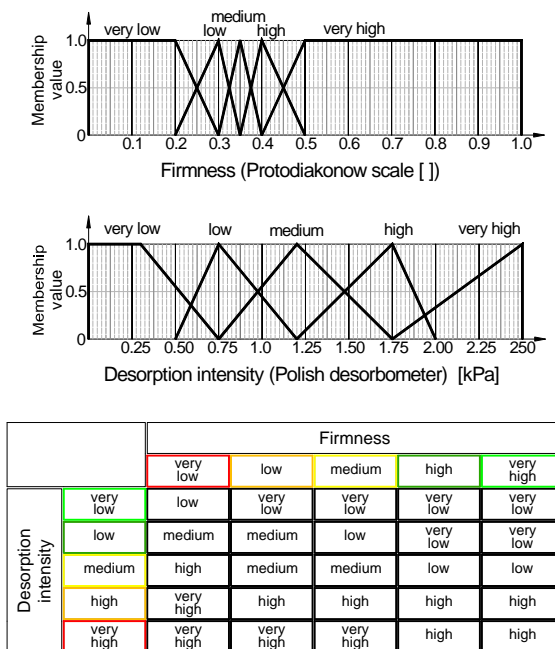 medium
very low low high very high
Membership
value
1.0
0.5
0
0.1 0.2 0.3 0.4 0.5 0.6 0.7 0.8 0.9 1.0
Firmness (Protodiakonow scale [ ])
very low low medium high very high
Membership
value
1.0
0.5
0
0.25 0.50 0.75 1.0 1.25 1.50 1.75 2.00 250
Desorption intensity (Polish desorbometer) [kPa]
Firmness
very low low medium high very high
Desorption
intensity
very low low very low very low very low very low
low medium medium low very low very low
medium high medium medium low low
high very high high high high high
very high very high very high very high high high